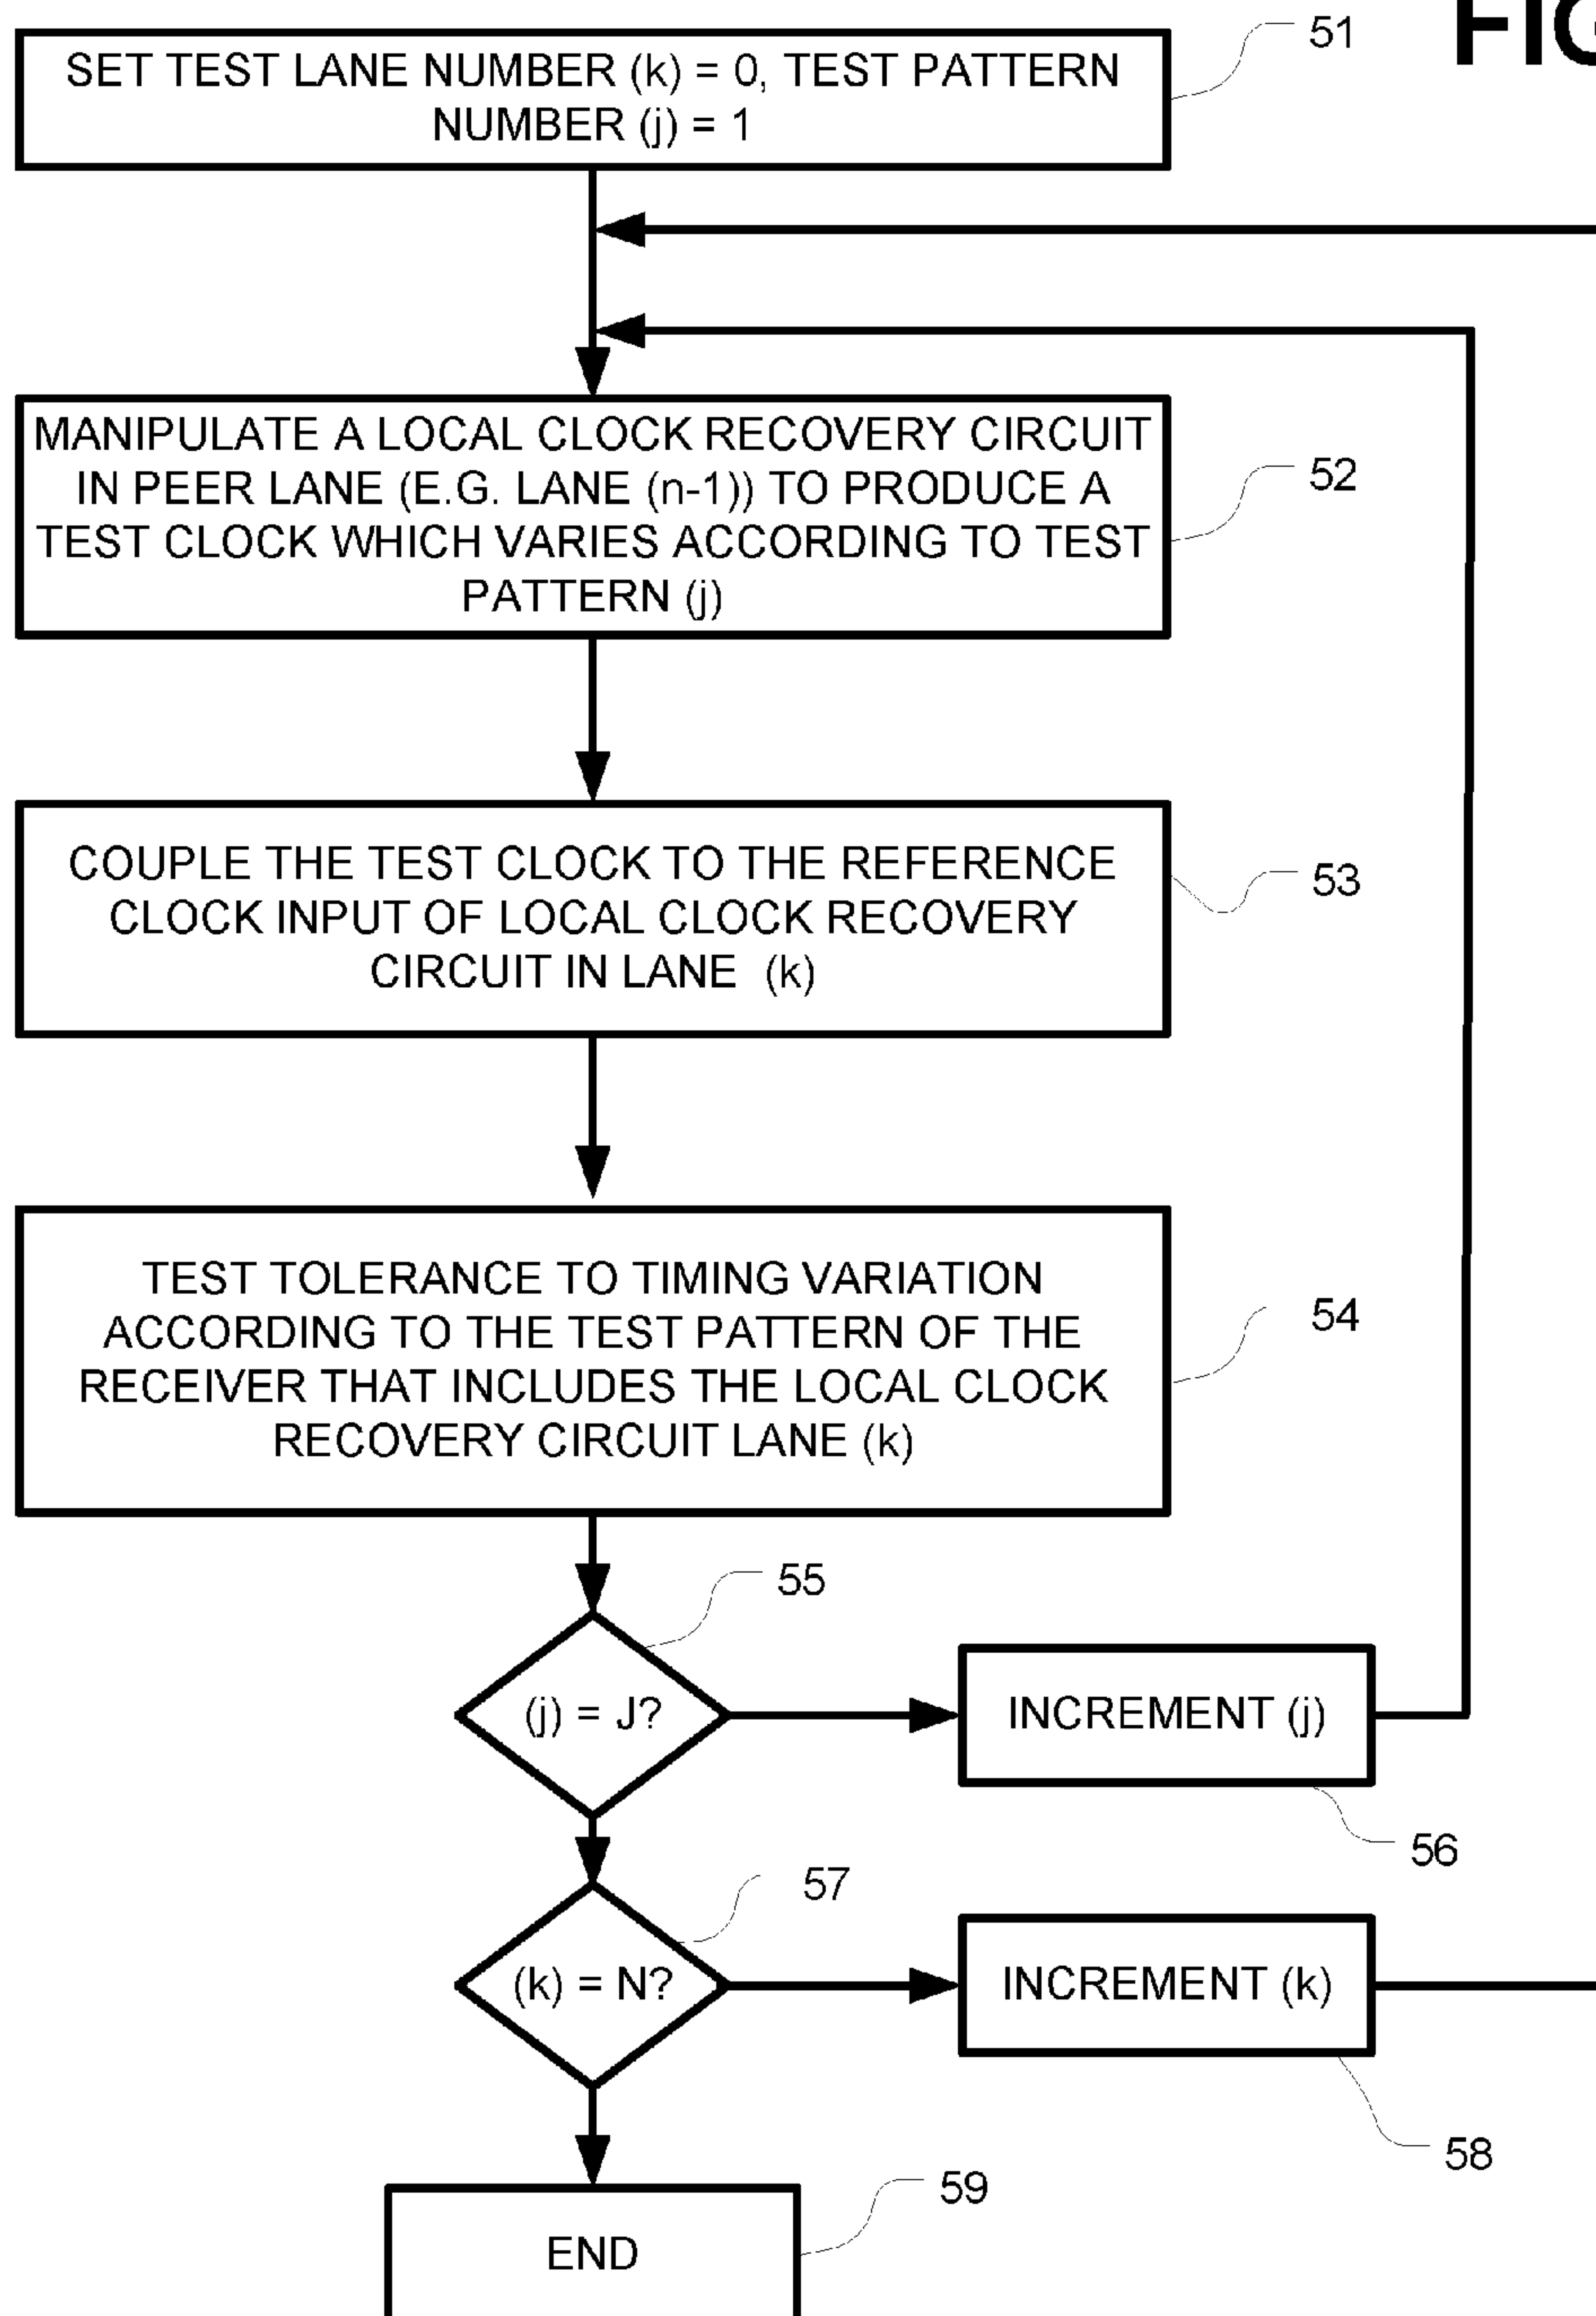 FIG
51
SET TEST LANE NUMBER (k) = 0, TEST PATTERN
NUMBER (j) = 1
MANIPULATE A LOCAL CLOCK RECOVERY CIRCUIT
IN PEER LANE (E.G. LANE (n-1)) TO PRODUCE A
TEST CLOCK WHICH VARIES ACCORDING TO TEST
PATTERN (j)
52
COUPLE THE TEST CLOCK TO THE REFERENCE
CLOCK INPUT OF LOCAL CLOCK RECOVERY
CIRCUIT IN LANE (k)
53
TEST TOLERANCE TO TIMING VARIATION
ACCORDING TO THE TEST PATTERN OF THE
RECEIVER THAT INCLUDES THE LOCAL CLOCK
RECOVERY CIRCUIT LANE (k)
54
55
(j) = J?
INCREMENT (j)
56
57
(k) = N?
INCREMENT (k)
58
59
END